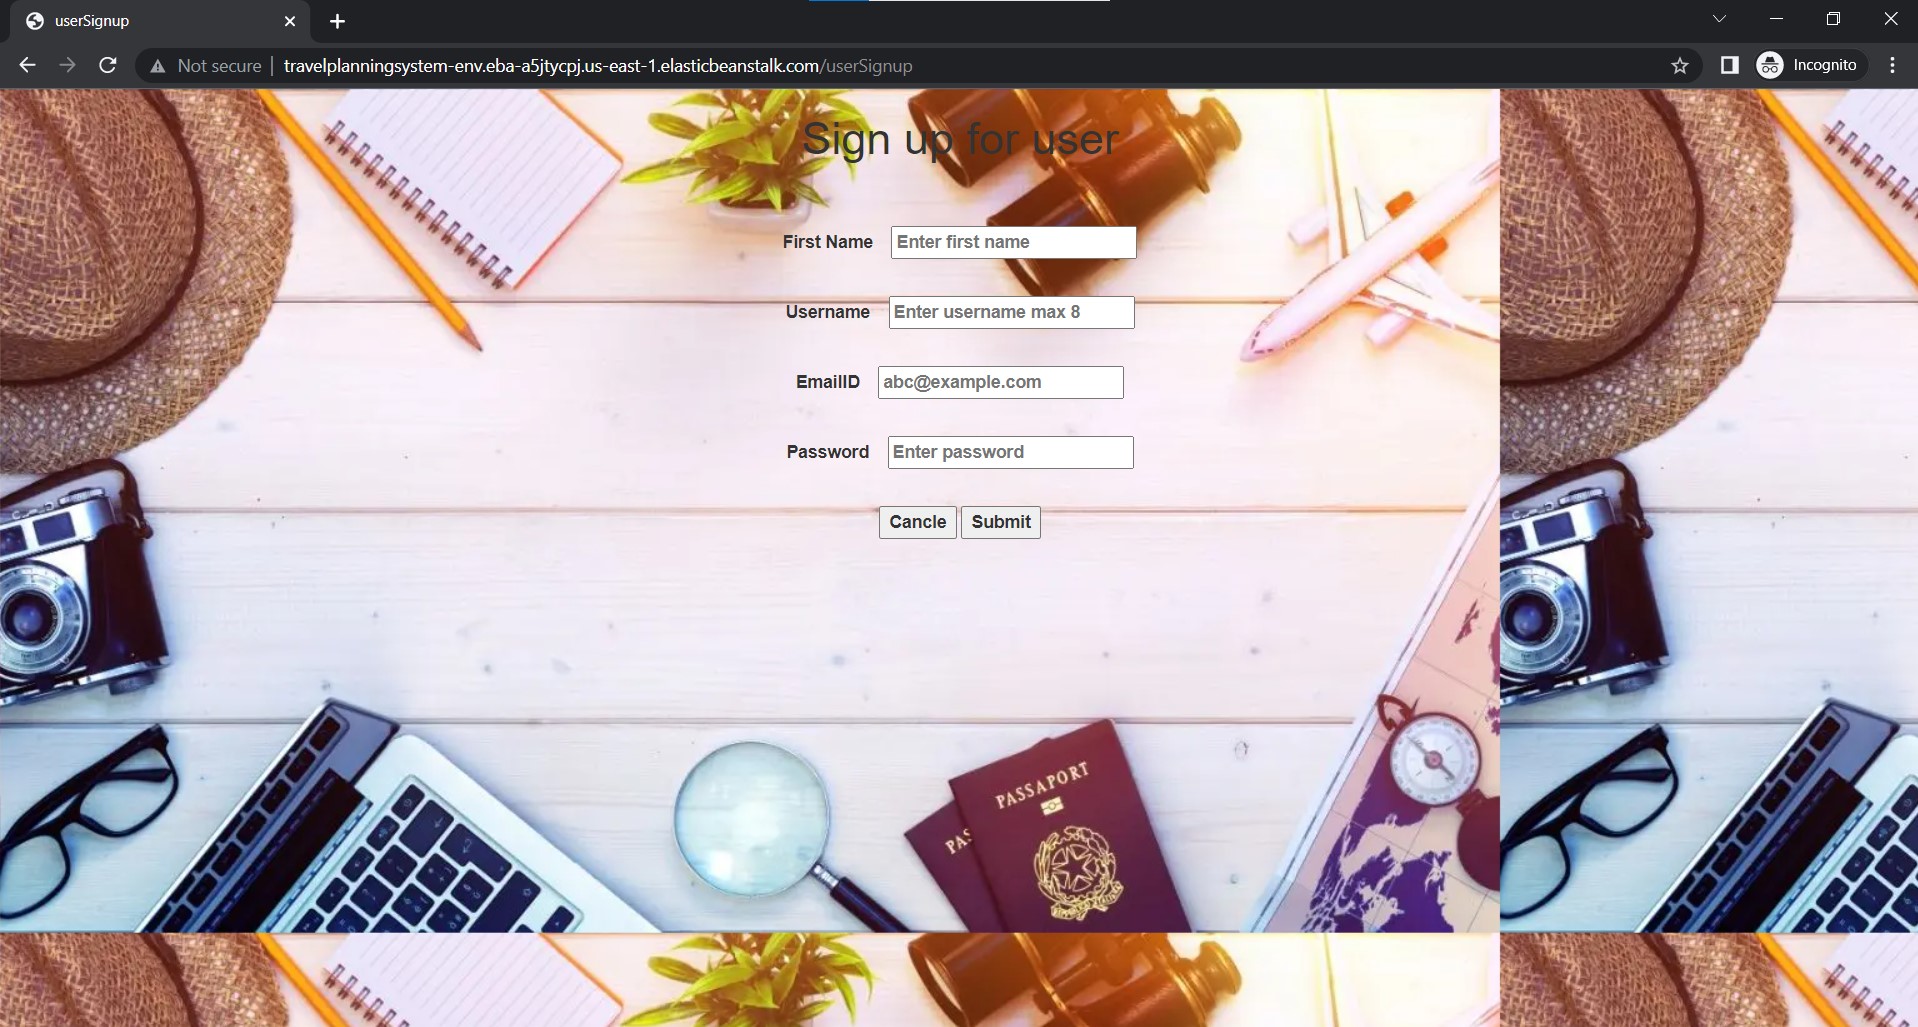 userSignup
Not secure | travelplanningsystem-env.eba-a5jtycpj.us-east-1.elasticbeanstalk.com/userSignup
Incognito
Sign up for user
First Name Enter first name
Username Enter username max 8
EmailID abc@example.com
Password Enter password
Cancle Submit
PASSAPORT
PAS